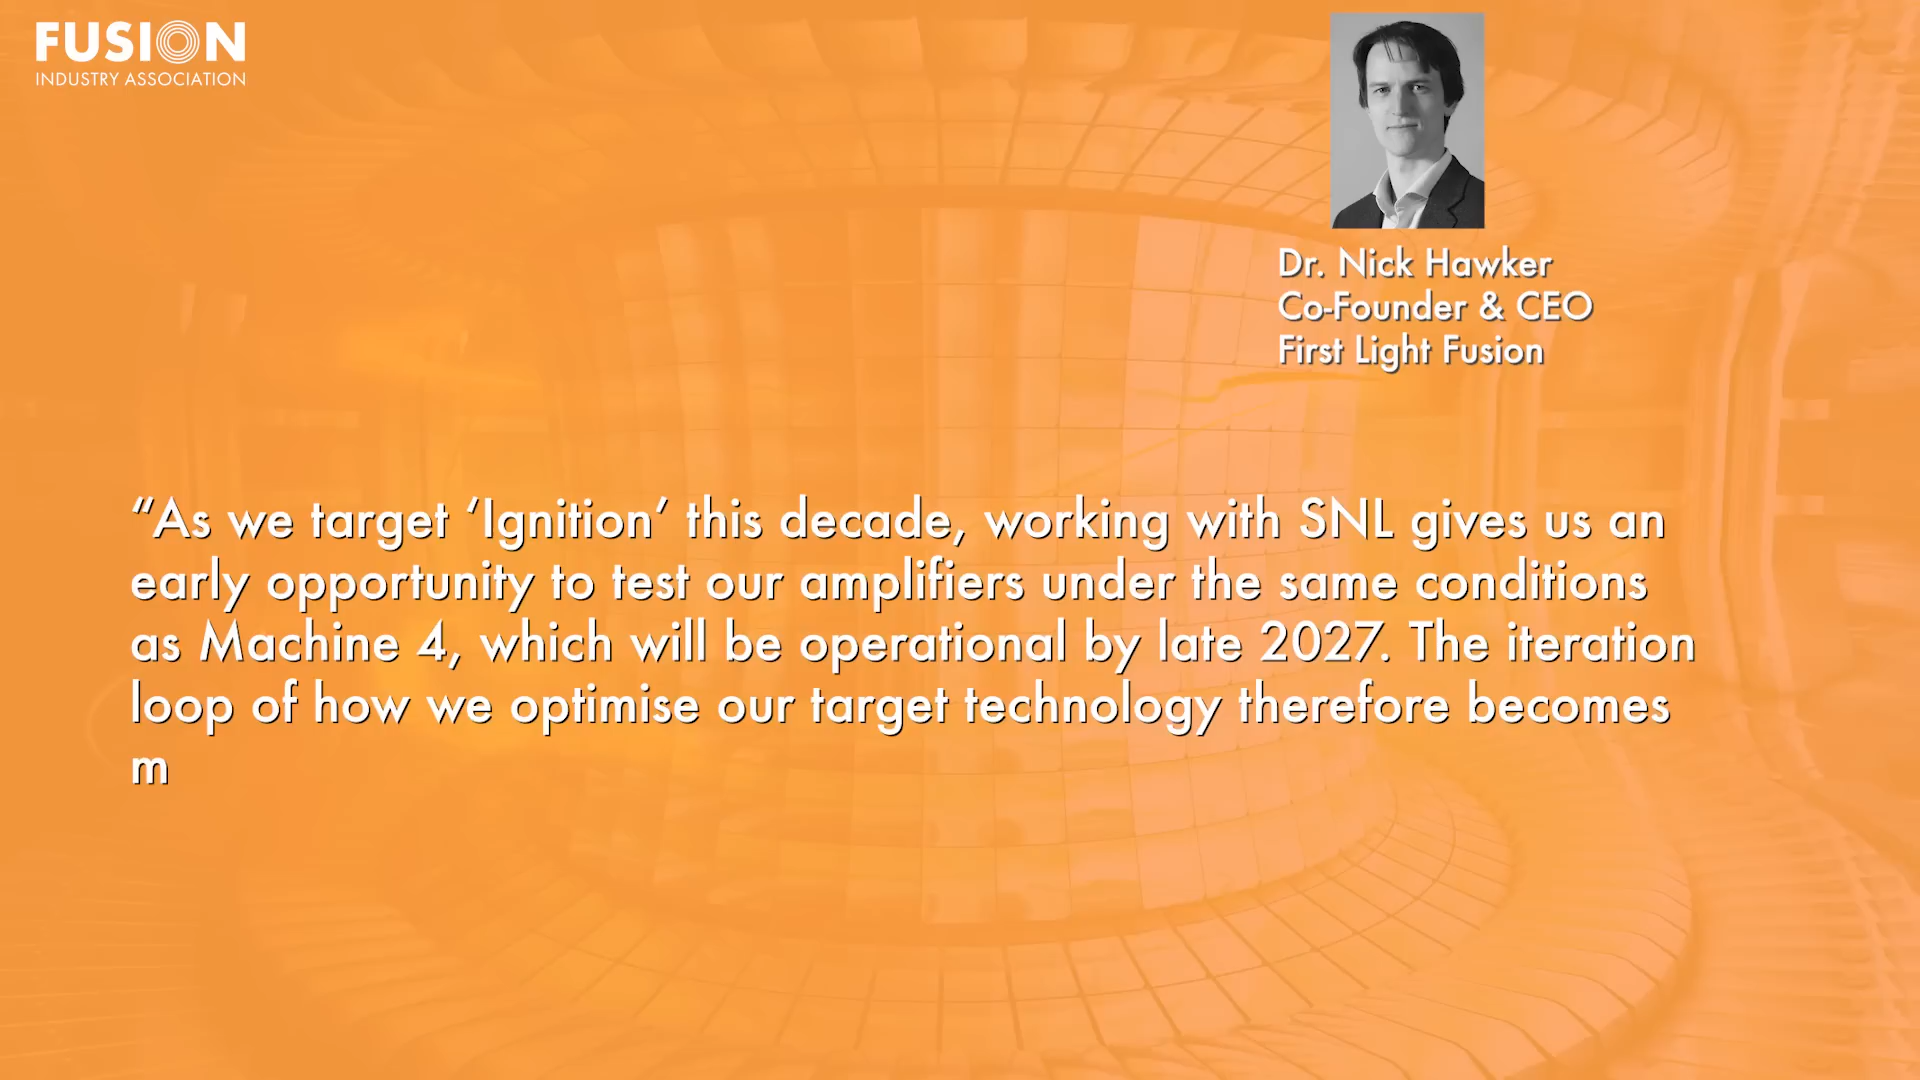 FUSION
INDUSTRY ASSOCIATION
Dr. Nick Hawker
Co-Founder & CEO
First Light Fusion
“As we target ‘Ignition’ this decade, working with SNL gives us an
early opportunity to test our amplifiers under the same conditions
as Machine 4, which will be operational by late 2027. The iteration
loop of how we optimise our target technology therefore becomes
m